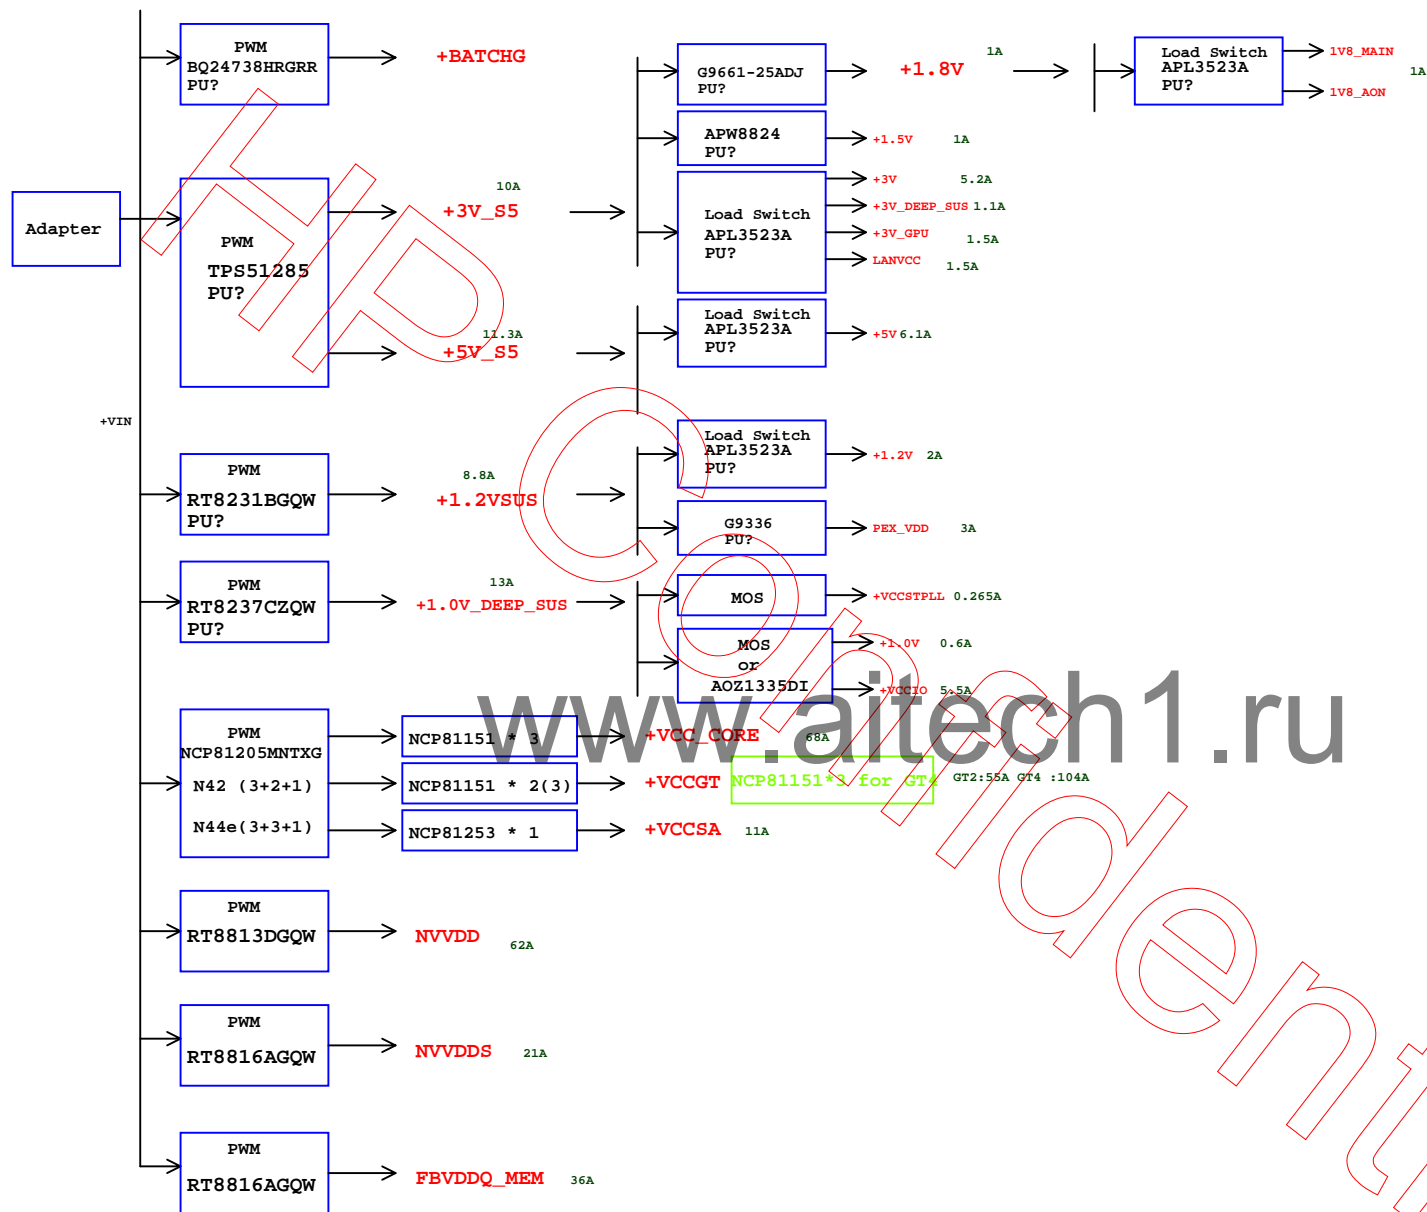 Adapter
+VIN
PWM
BQ24738HRGRR
PU?
+BATCHG
PWM
TPS51285
PU?
10A
+3V_S5
11.3A
+5V_S5
G9661-25ADJ
PU?
1A
+1.8V
Load Switch
APL3523A
PU?
1V8_MAIN
1A
1V8_AON
APW8824
PU?
+1.5V 1A
Load Switch
APL3523A
PU?
+3V 5.2A
+3V_DEEP_SUS 1.1A
+3V_GPU 1.5A
LANVCC 1.5A
Load Switch
APL3523A
PU?
+5V 6.1A
PWM
RT8231BGQW
PU?
8.8A
+1.2VSUS
Load Switch
APL3523A
PU?
+1.2V 2A
G9336
PU?
PEX_VDD 3A
PWM
RT8237CZQW
PU?
13A
+1.0V_DEEP_SUS
MOS
+VCCSTPLL 0.265A
MOS
or
AOZ1335DI
+1.0V 0.6A
+VCCIO 5.5A
PWM
NCP81205MNTXG
N42 (3+2+1)
N44e(3+3+1)
NCP81151 * 3
+VCC_CORE 68A
NCP81151 * 2(3)
+VCCGT
NCP81151*3 for GT4
GT2:55A GT4 :104A
NCP81253 * 1
+VCCSA 11A
PWM
RT8813DGQW
NVVDD 62A
PWM
RT8816AGQW
NVVDDS 21A
PWM
RT8816AGQW
FBVDDQ_MEM 36A
www.aitech1.ru